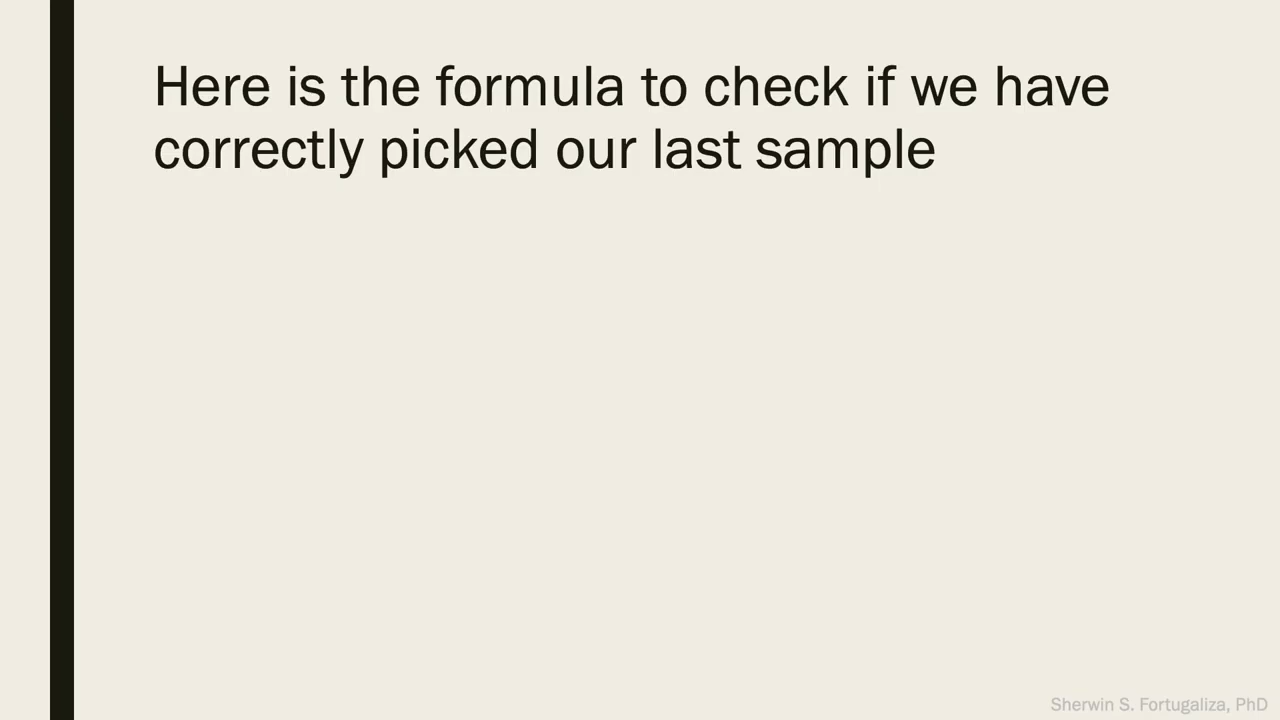 Here is the formula to check if we have
correctly picked our last sample
Sherwin S. Fortugaliza, PhD